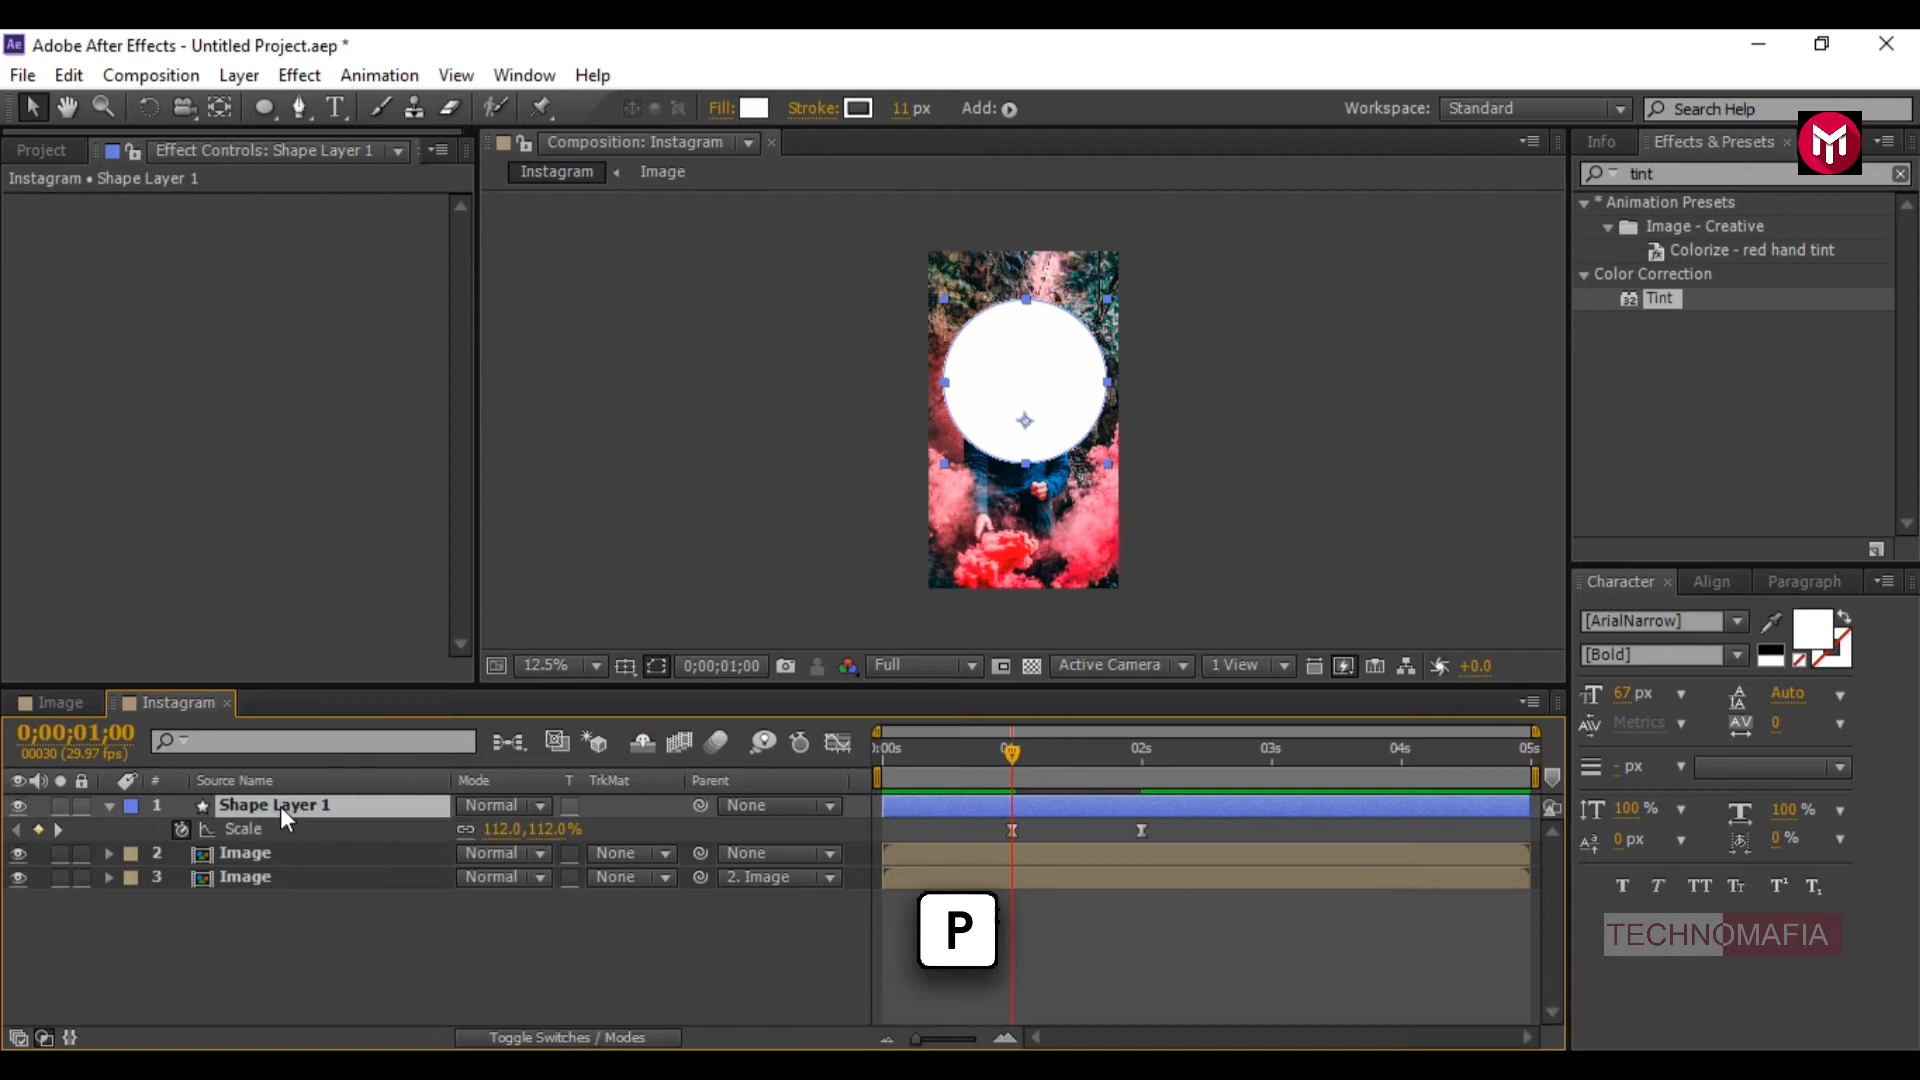 Ae Adobe After Effects - Untitled Project.aep *
File Edit Composition Layer Effect Animation View Window Help
Fill: Stroke: 11 px Add: Workspace: Standard Search Help
Project Effect Controls: Shape Layer 1 Composition: Instagram Info Effects & Presets
Instagram • Shape Layer 1
Instagram Image
tint
* Animation Presets
Image - Creative
Colorize - red hand tint
Color Correction
32 Tint
Character Align Paragraph
[ArialNarrow]
[Bold]
12.5% 0;00;01;00 Full Active Camera 1 View +0.0
67 px Auto
Metrics 0
- px
100 % 100 %
0 px 0 %
T T TT Tt T¹ T₁
TECHNOMAFIA
Image Instagram
0;00;01;00
00030 (29.97 fps)
):00s 02s 03s 04s 05s
# Source Name Mode T TrkMat Parent
1 Shape Layer 1 Normal None
Scale 112.0,112.0%
2 Image Normal None None
3 Image Normal None 2. Image
P
Toggle Switches / Modes